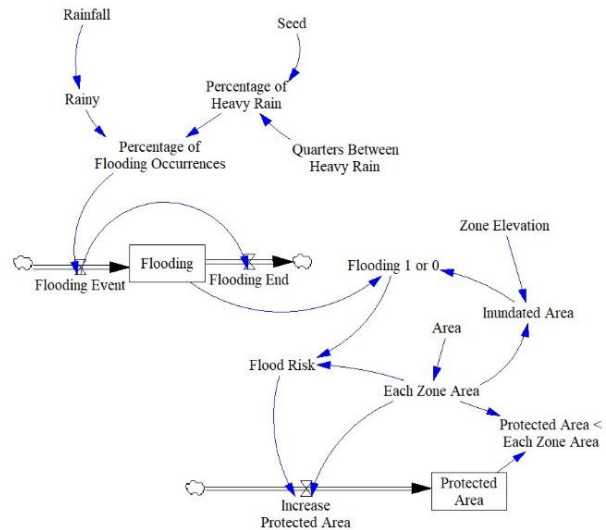 Rainfall
Seed
Percentage of
Heavy Rain
Rainy
Percentage of
Flooding Occurrences
Quarters Between
Heavy Rain
Zone Elevation
Flooding
Flooding 1 or 0
Flooding Event
Flooding End
Inundated Area
Area
Flood Risk
Each Zone Area
Protected Area <
Each Zone Area
Protected
Area
Increase
Protected Area